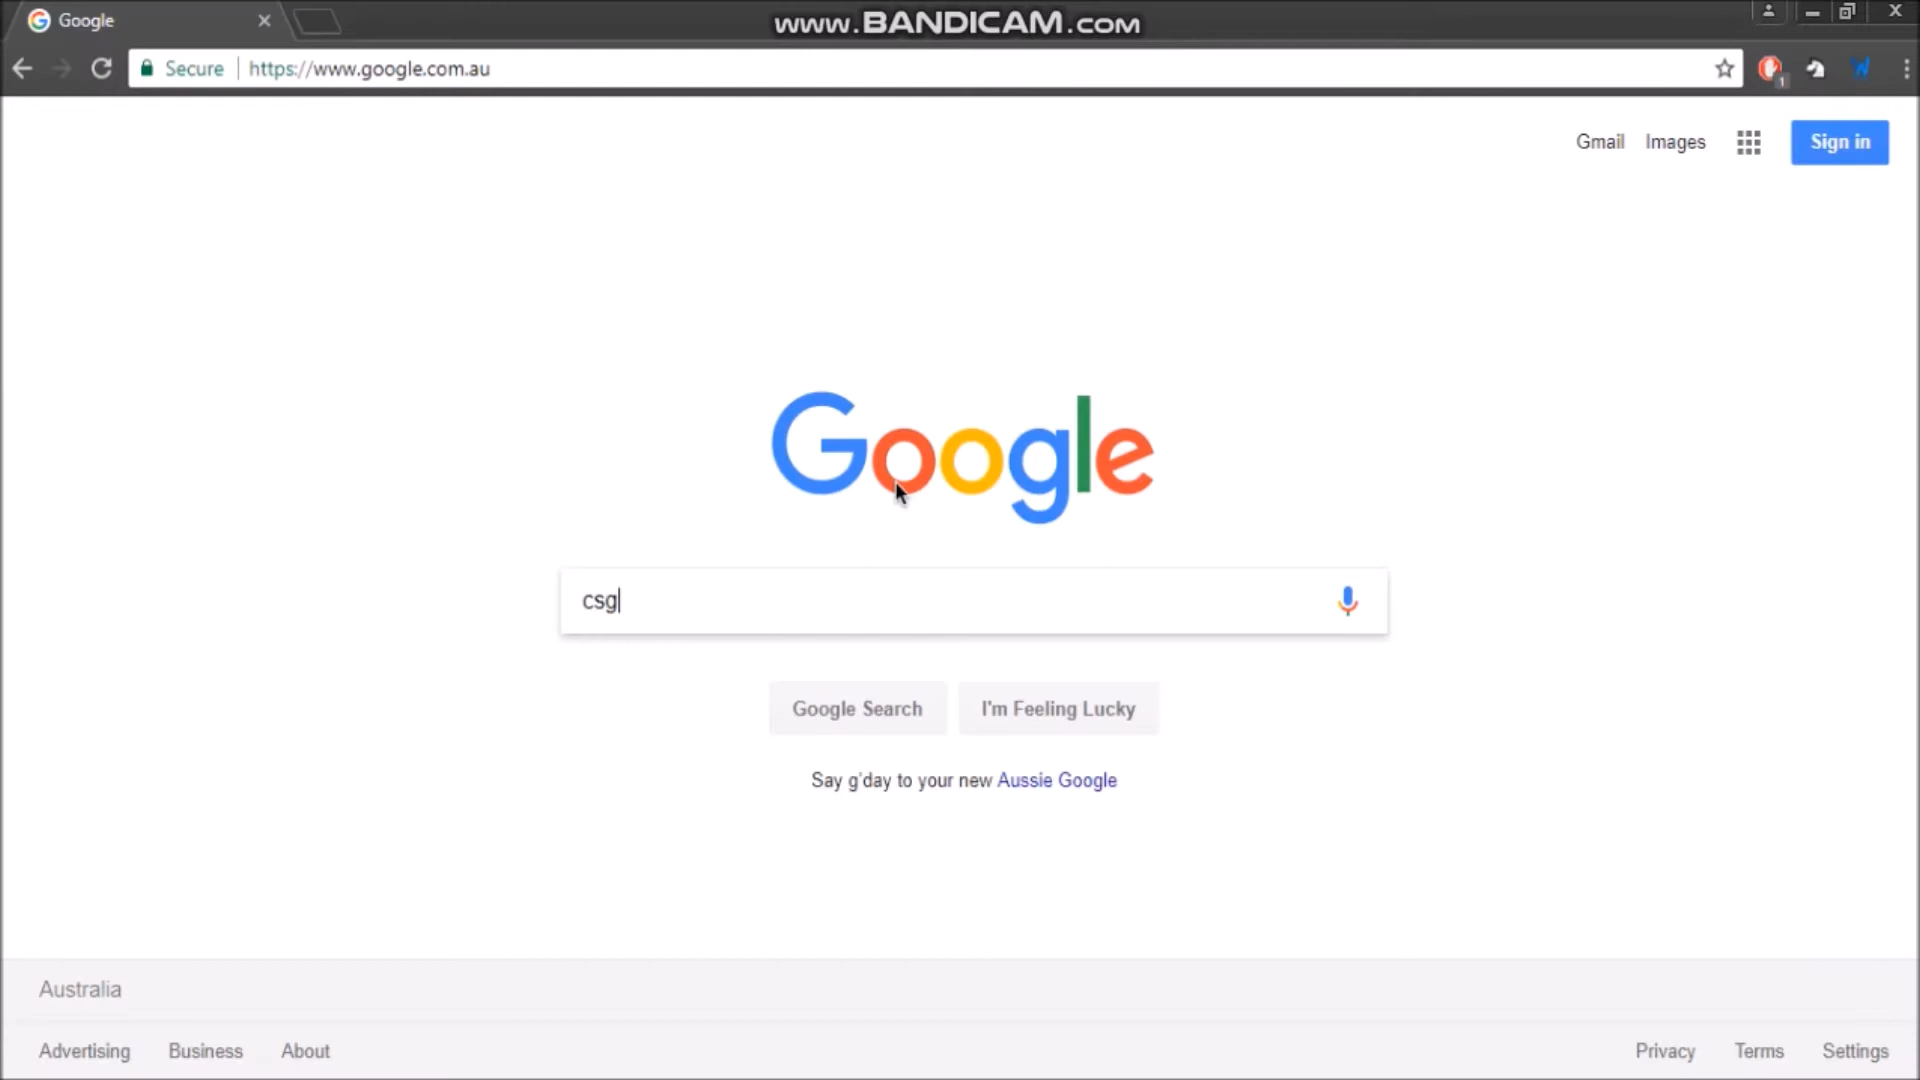 Google
www.BANDICAM.com
Secure
https://www.google.com.au
1
Gmail
Images
Sign in
Google
csg
Google Search
I'm Feeling Lucky
Say g'day to your new Aussie Google
Australia
Advertising
Business
About
Privacy
Terms
Settings